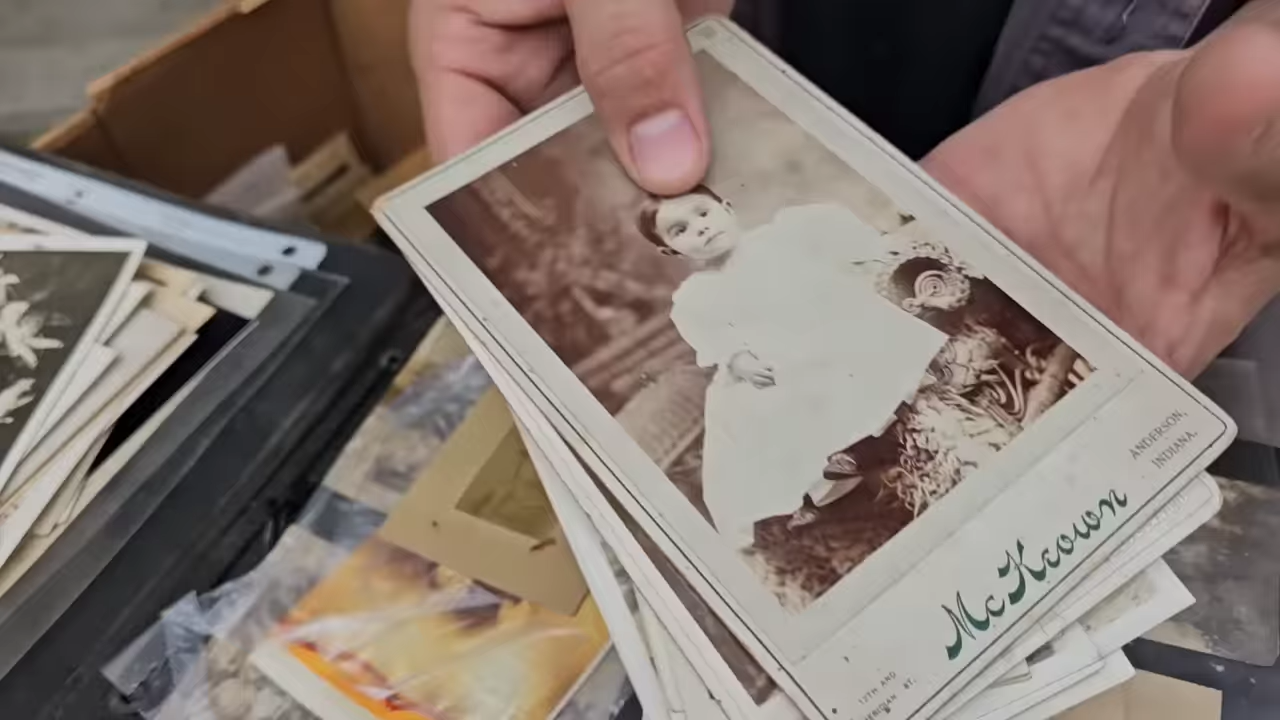 McKeown
12TH AND
MERIDIAN ST.
ANDERSON,
INDIANA.